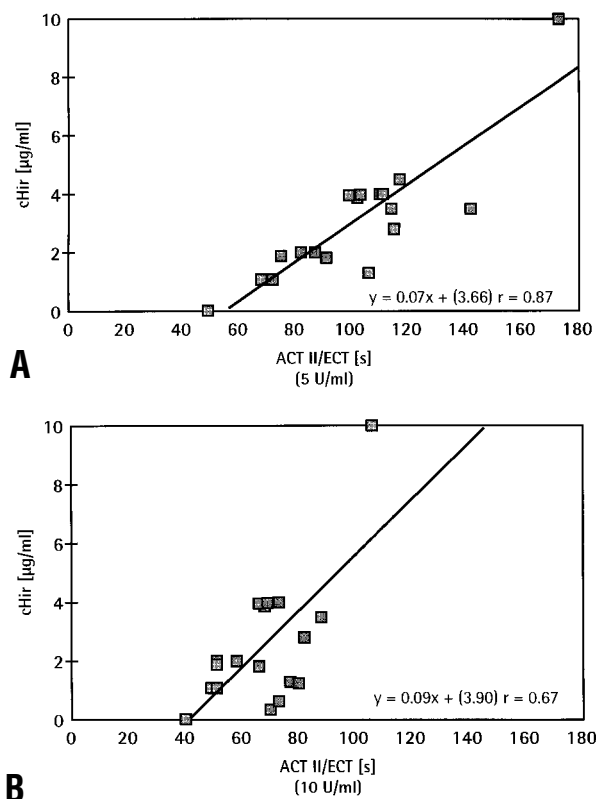 10
8
6
4
2
0
cHir [µg/ml]
y = 0.07x + (3.66) r = 0.87
0 20 40 60 80 100 120 140 160 180
ACT II/ECT [s]
(5 U/ml)
A
10
8
6
4
2
0
cHir [µg/ml]
y = 0.09x + (3.90) r = 0.67
0 20 40 60 80 100 120 140 160 180
ACT II/ECT [s]
(10 U/ml)
B